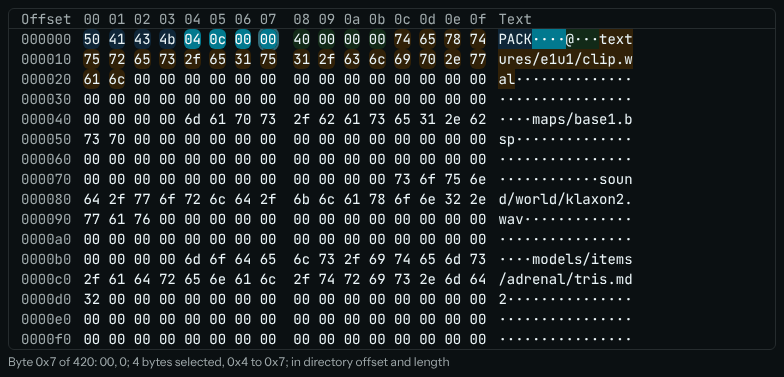 Offset 00 01 02 03 04 05 06 07 08 09 0a 0b 0c 0d 0e 0f Text
000000 50 41 43 4b 04 0c 00 00 40 00 00 00 74 65 78 74 PACK····@···text
000010 75 72 65 73 2f 65 31 75 31 2f 63 6c 69 70 2e 77 ures/e1u1/clip.w
000020 61 6c 00 00 00 00 00 00 00 00 00 00 00 00 00 00 al··············
000030 00 00 00 00 00 00 00 00 00 00 00 00 00 00 00 00 ················
000040 00 00 00 00 6d 61 70 73 2f 62 61 73 65 31 2e 62 ····maps/base1.b
000050 73 70 00 00 00 00 00 00 00 00 00 00 00 00 00 00 sp··············
000060 00 00 00 00 00 00 00 00 00 00 00 00 00 00 00 00 ················
000070 00 00 00 00 00 00 00 00 00 00 00 00 73 6f 75 6e ············soun
000080 64 2f 77 6f 72 6c 64 2f 6b 6c 61 78 6f 6e 32 2e d/world/klaxon2.
000090 77 61 76 00 00 00 00 00 00 00 00 00 00 00 00 00 wav·············
0000a0 00 00 00 00 00 00 00 00 00 00 00 00 00 00 00 00 ················
0000b0 00 00 00 00 6d 6f 64 65 6c 73 2f 69 74 65 6d 73 ····models/items
0000c0 2f 61 64 72 65 6e 61 6c 2f 74 72 69 73 2e 6d 64 /adrenal/tris.md
0000d0 32 00 00 00 00 00 00 00 00 00 00 00 00 00 00 00 2···············
0000e0 00 00 00 00 00 00 00 00 00 00 00 00 00 00 00 00 ················
0000f0 00 00 00 00 00 00 00 00 00 00 00 00 00 00 00 00 ················
Byte 0x7 of 420: 00, 0; 4 bytes selected, 0x4 to 0x7; in directory offset and length